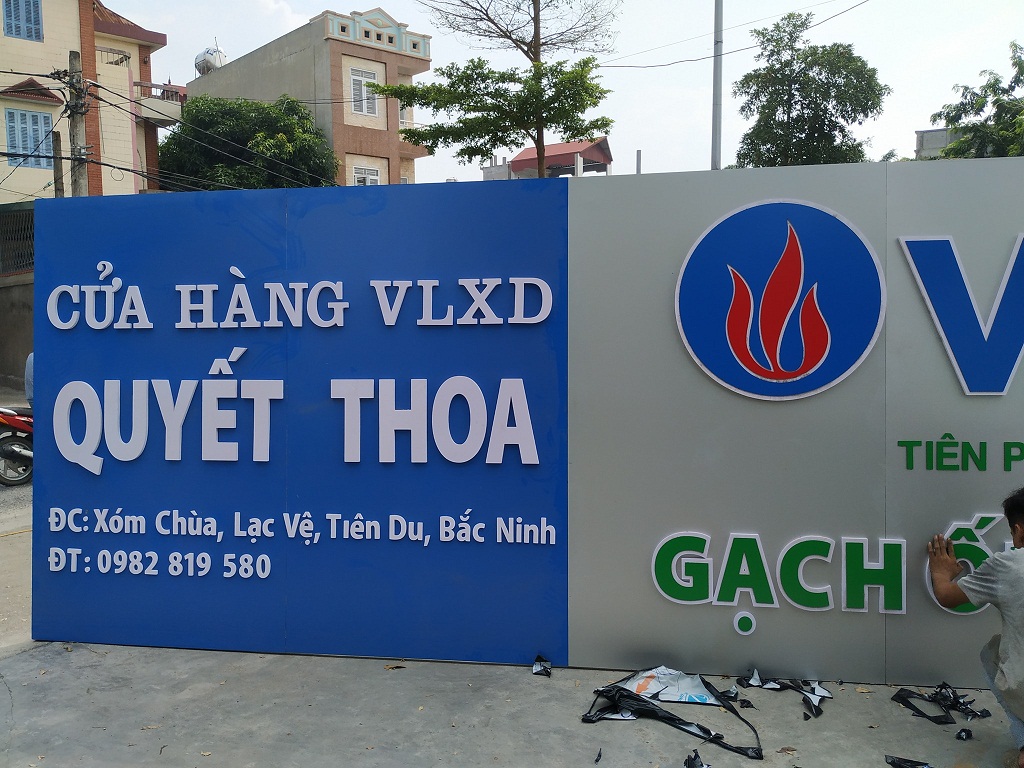 CỬA HÀNG VLXD
QUYẾT THOA
ĐC: Xóm Chùa, Lạc Vệ, Tiên Du, Bắc Ninh
ĐT: 0982 819 580
V
TIÊN P
GẠCH Ố